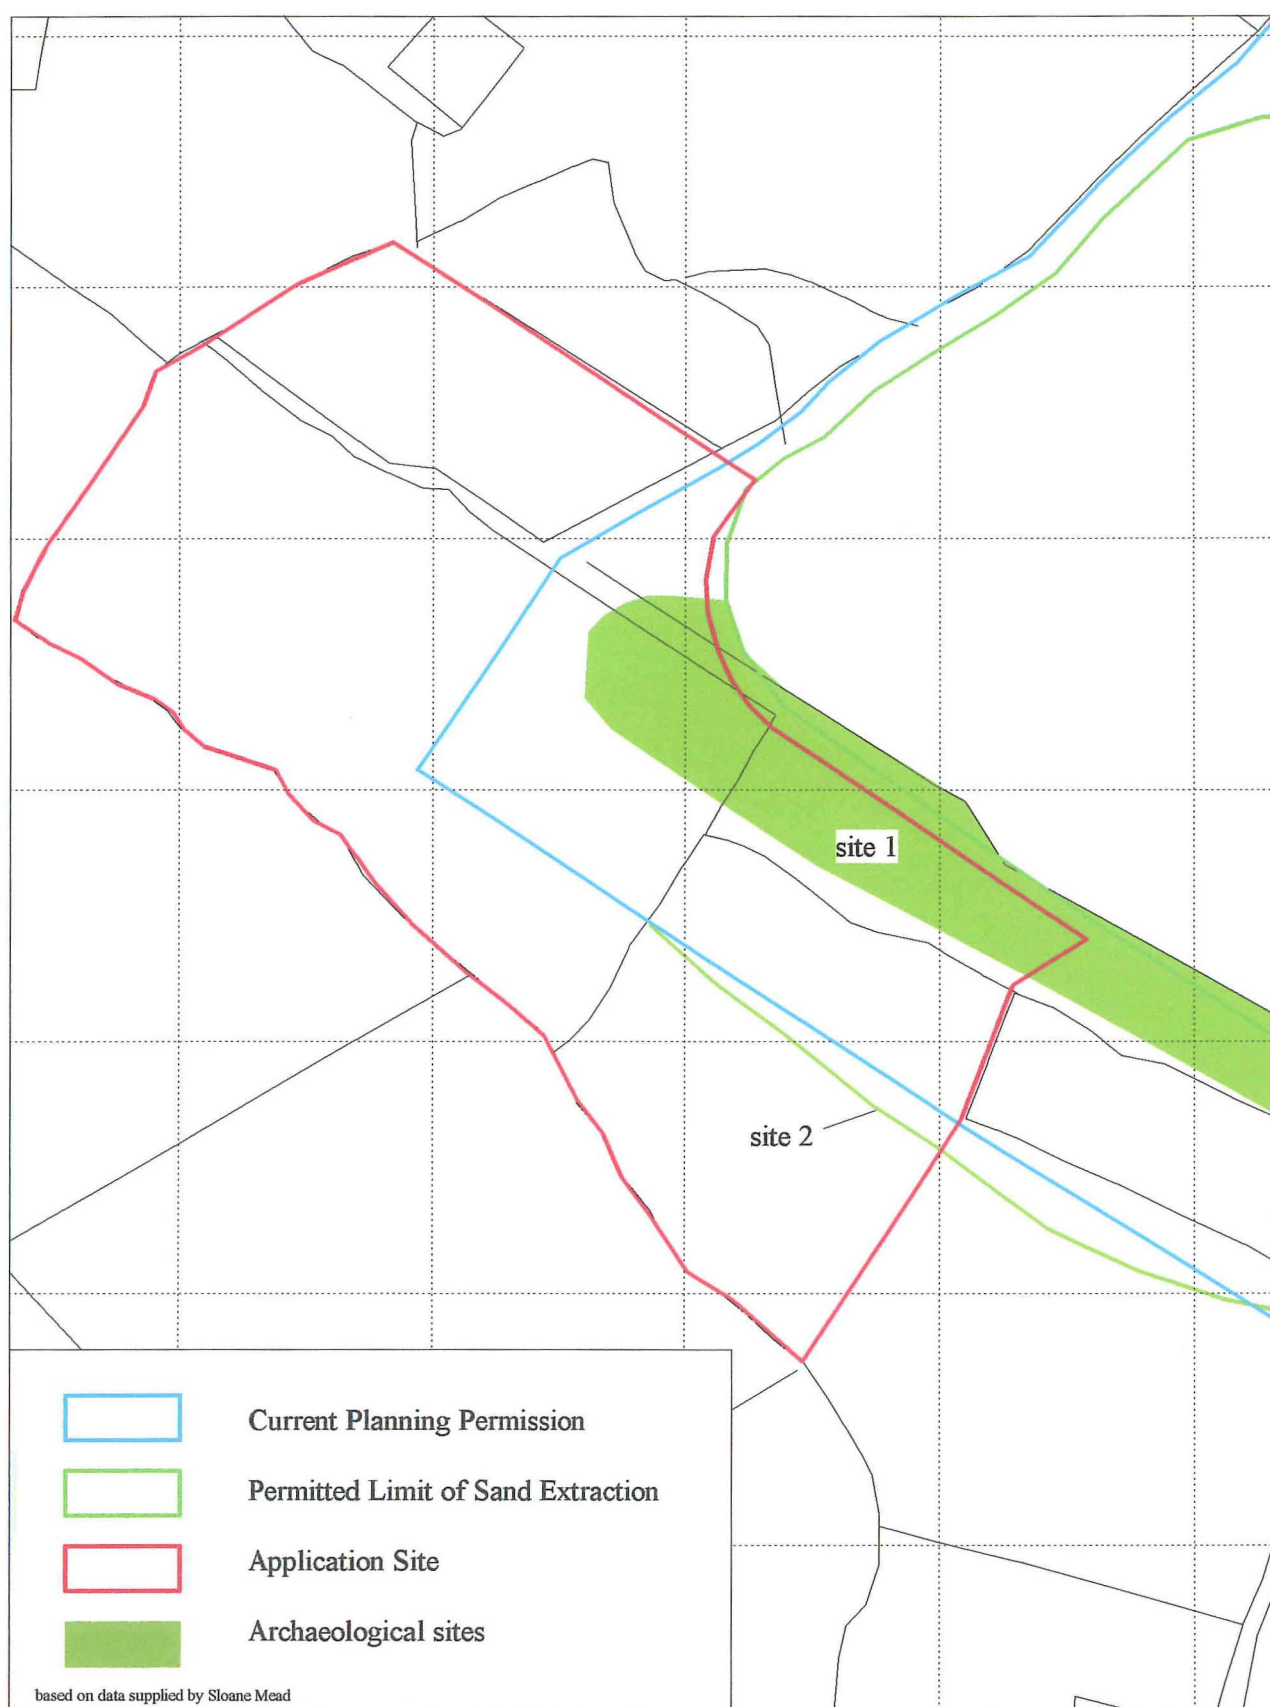 site 1
site 2
Current Planning Permission
Permitted Limit of Sand Extraction
Application Site
Archaeological sites
based on data supplied by Sloane Mead